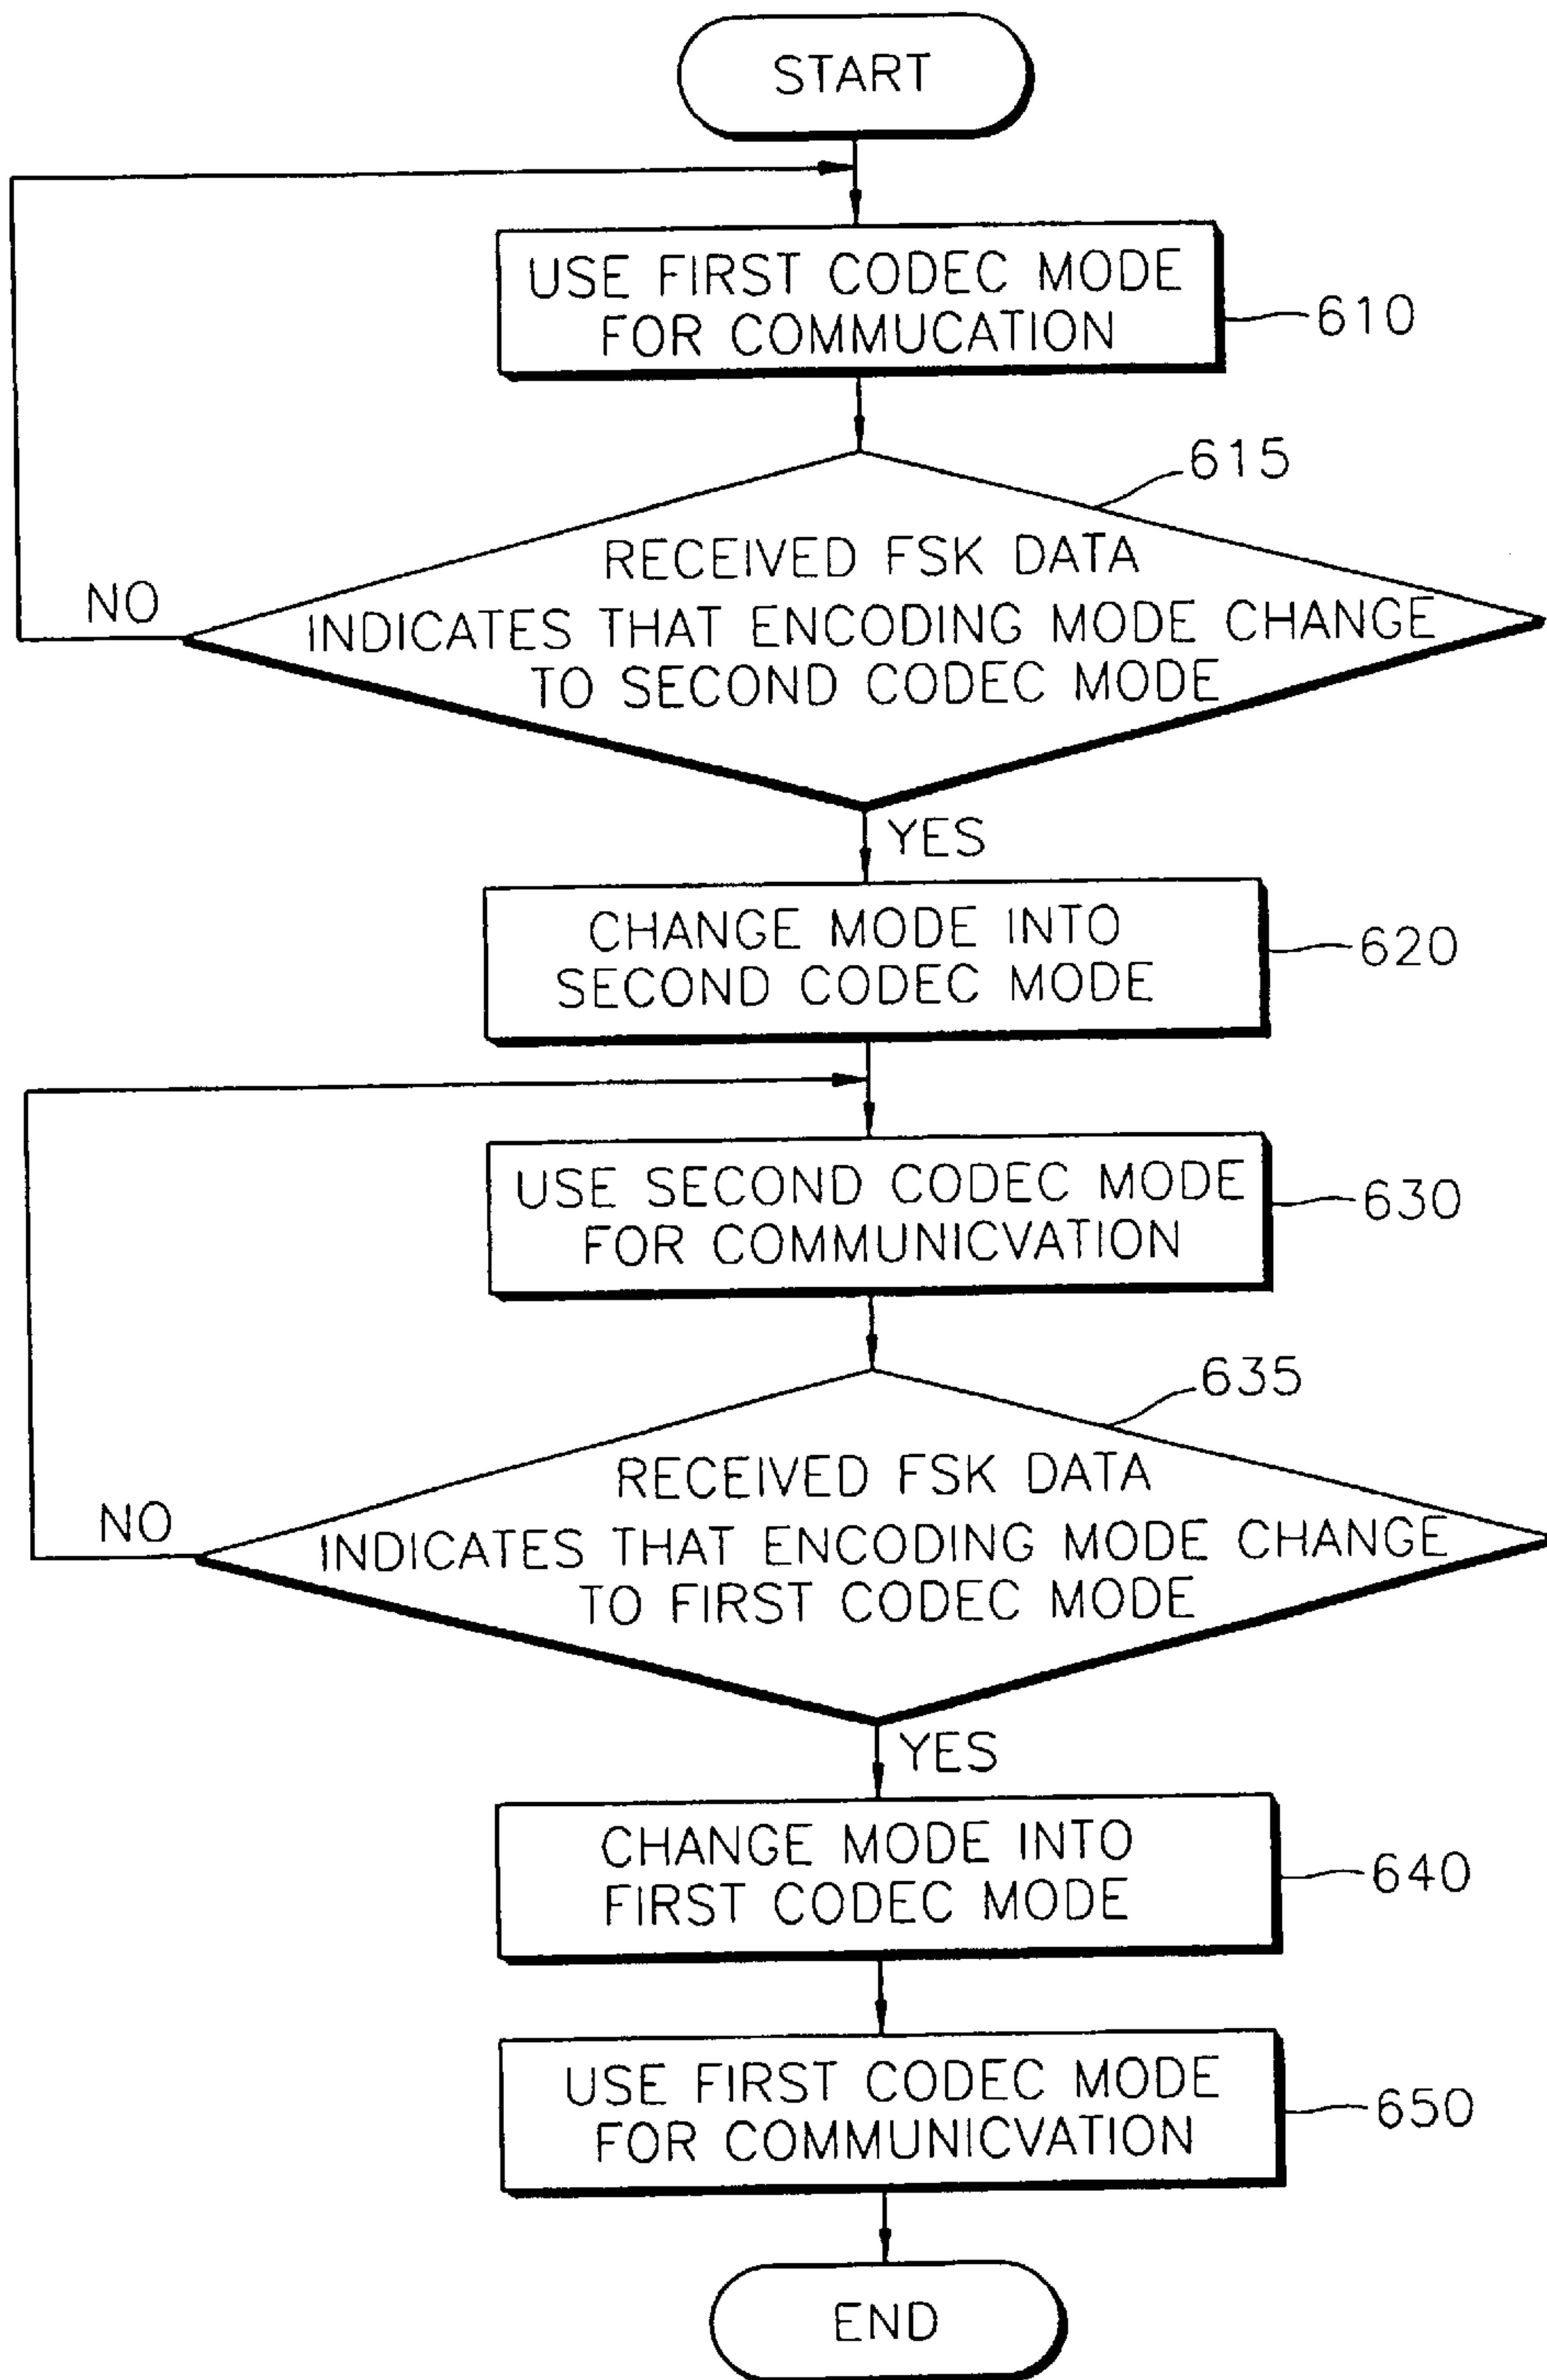 START
USE FIRST CODEC MODE
FOR COMMUCATION
610
615
RECEIVED FSK DATA
INDICATES THAT ENCODING MODE CHANGE
TO SECOND CODEC MODE
NO
YES
CHANGE MODE INTO
SECOND CODEC MODE
620
USE SECOND CODEC MODE
FOR COMMUNICVATION
630
635
RECEIVED FSK DATA
INDICATES THAT ENCODING MODE CHANGE
TO FIRST CODEC MODE
NO
YES
CHANGE MODE INTO
FIRST CODEC MODE
640
USE FIRST CODEC MODE
FOR COMMUNICVATION
650
END